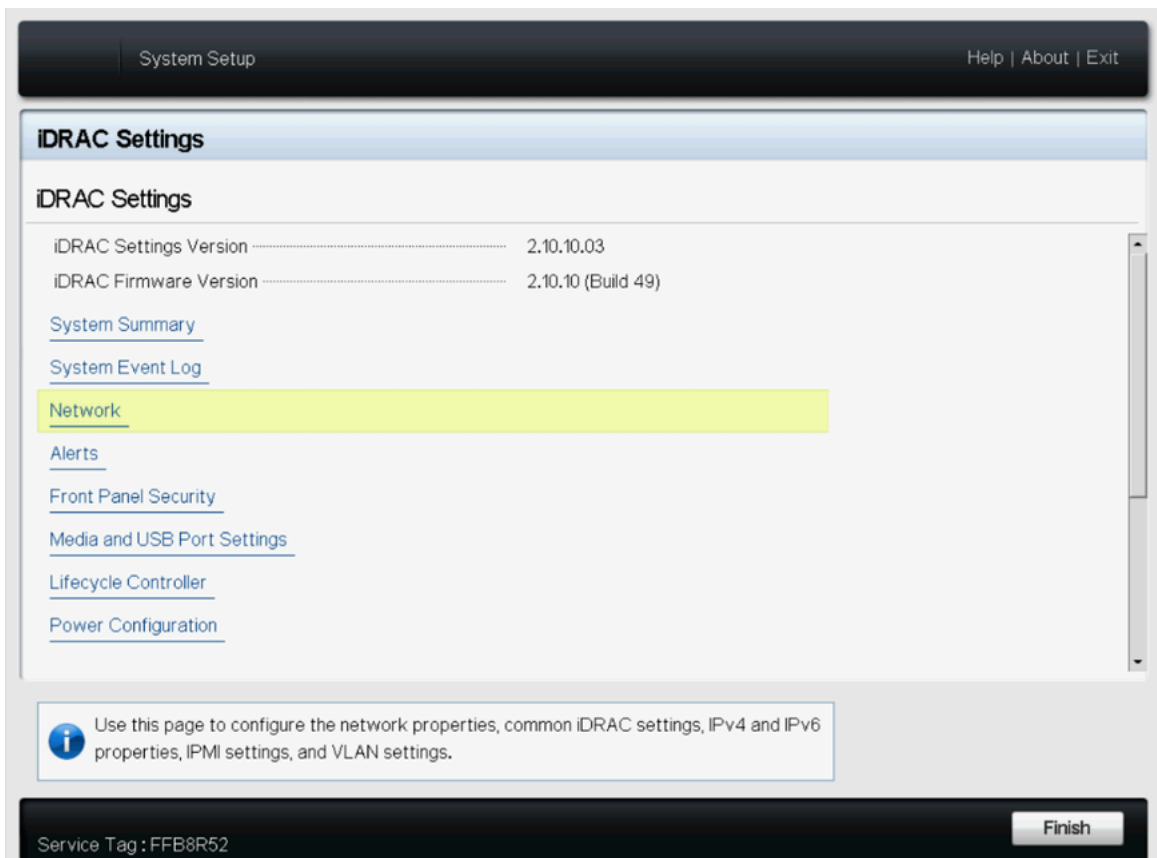 System Setup
Help | About | Exit
iDRAC Settings
iDRAC Settings
iDRAC Settings Version 2.10.10.03
iDRAC Firmware Version 2.10.10 (Build 49)
System Summary
System Event Log
Network
Alerts
Front Panel Security
Media and USB Port Settings
Lifecycle Controller
Power Configuration
Use this page to configure the network properties, common iDRAC settings, IPv4 and IPv6
properties, IPMI settings, and VLAN settings.
Service Tag : FFB8R52
Finish